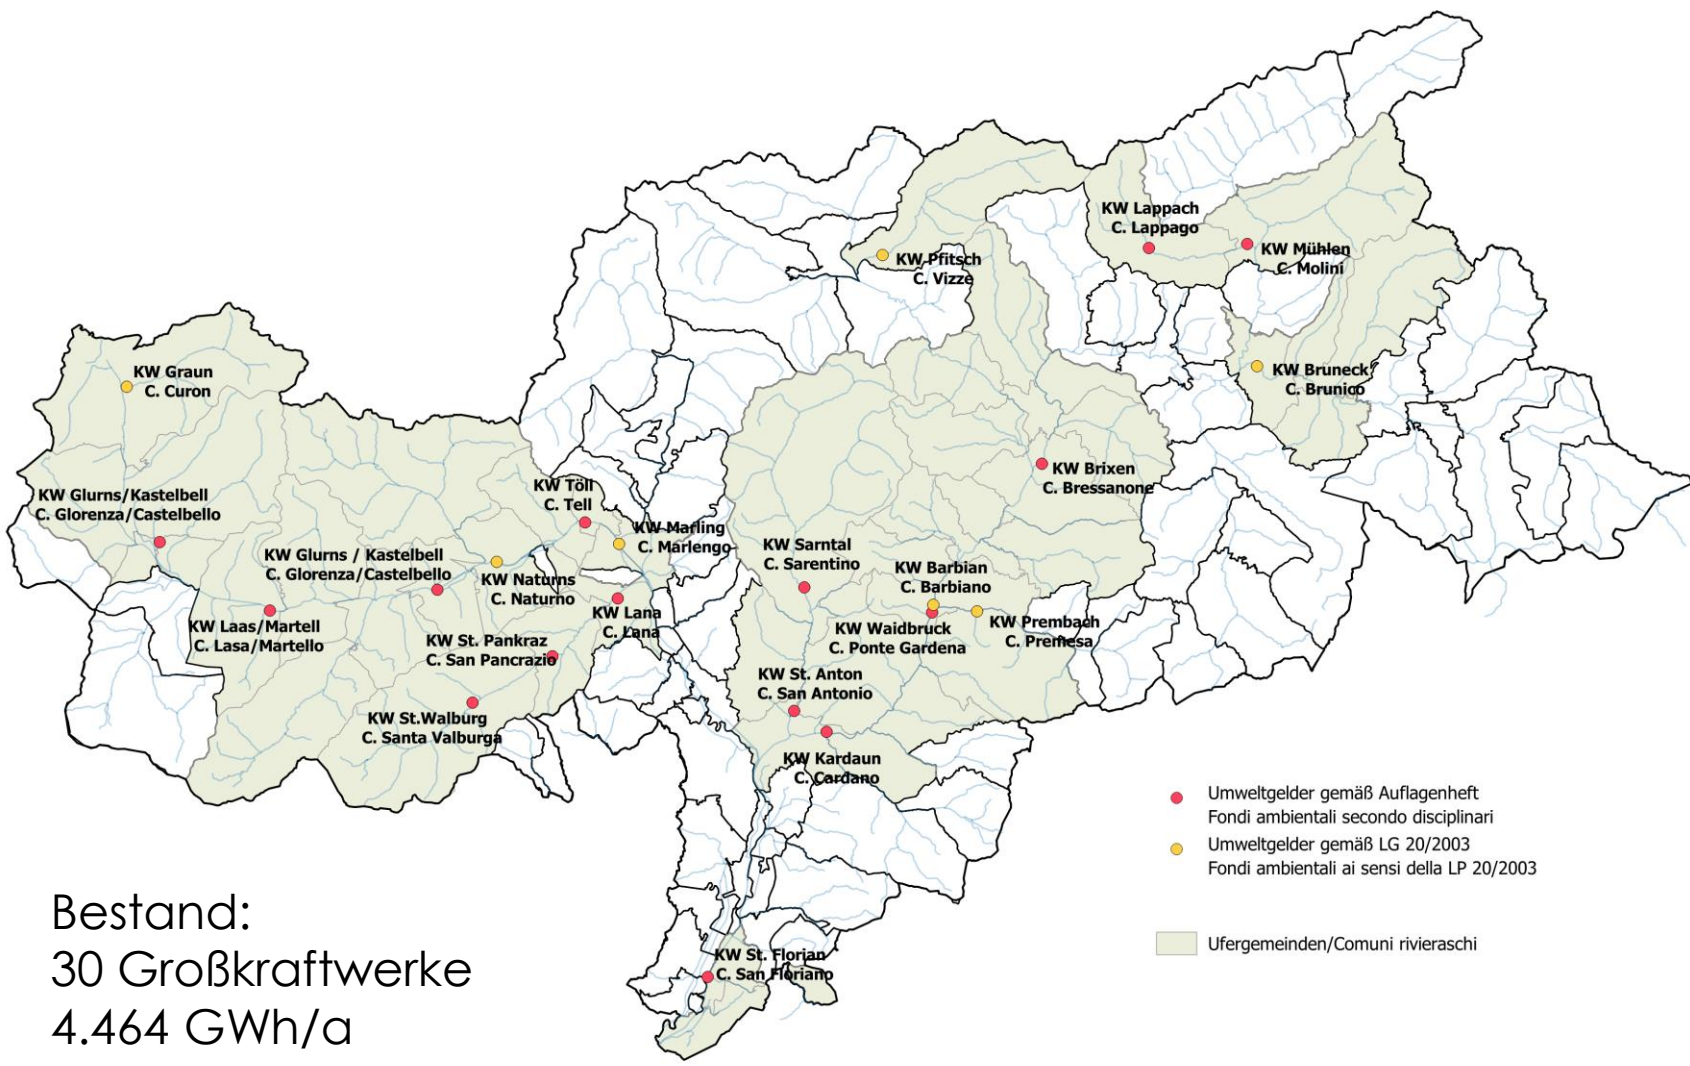 KW Lappach
C. Lappago
KW Mühlen
C. Molini
KW Pfitsch
C. Vizze
KW Graun
C. Curon
KW Bruneck
C. Brunico
KW Brixen
C. Bressanone
KW Glurns/Kastelbell
C. Glorenza/Castelbello
KW Töll
C. Tell
KW Marling
C. Marlengo
KW Glurns / Kastelbell
C. Glorenza/Castelbello
KW Sarntal
C. Sarentino
KW Naturns
C. Naturno
KW Barbian
C. Barbiano
KW Lana
C. Lana
KW Laas/Martell
C. Lasa/Martello
KW St. Pankraz
C. San Pancrazio
KW Waidbruck
C. Ponte Gardena
KW Prembach
C. Premesa
KW St. Anton
C. San Antonio
KW St.Walburg
C. Santa Valburga
KW Kardaun
C. Cardano
KW St. Florian
C. San Floriano
Umweltgelder gemäß Auflagenheft
Fondi ambientali secondo disciplinari
Umweltgelder gemäß LG 20/2003
Fondi ambientali ai sensi della LP 20/2003
Ufergemeinden/Comuni rivieraschi
Bestand:
30 Großkraftwerke
4.464 GWh/a